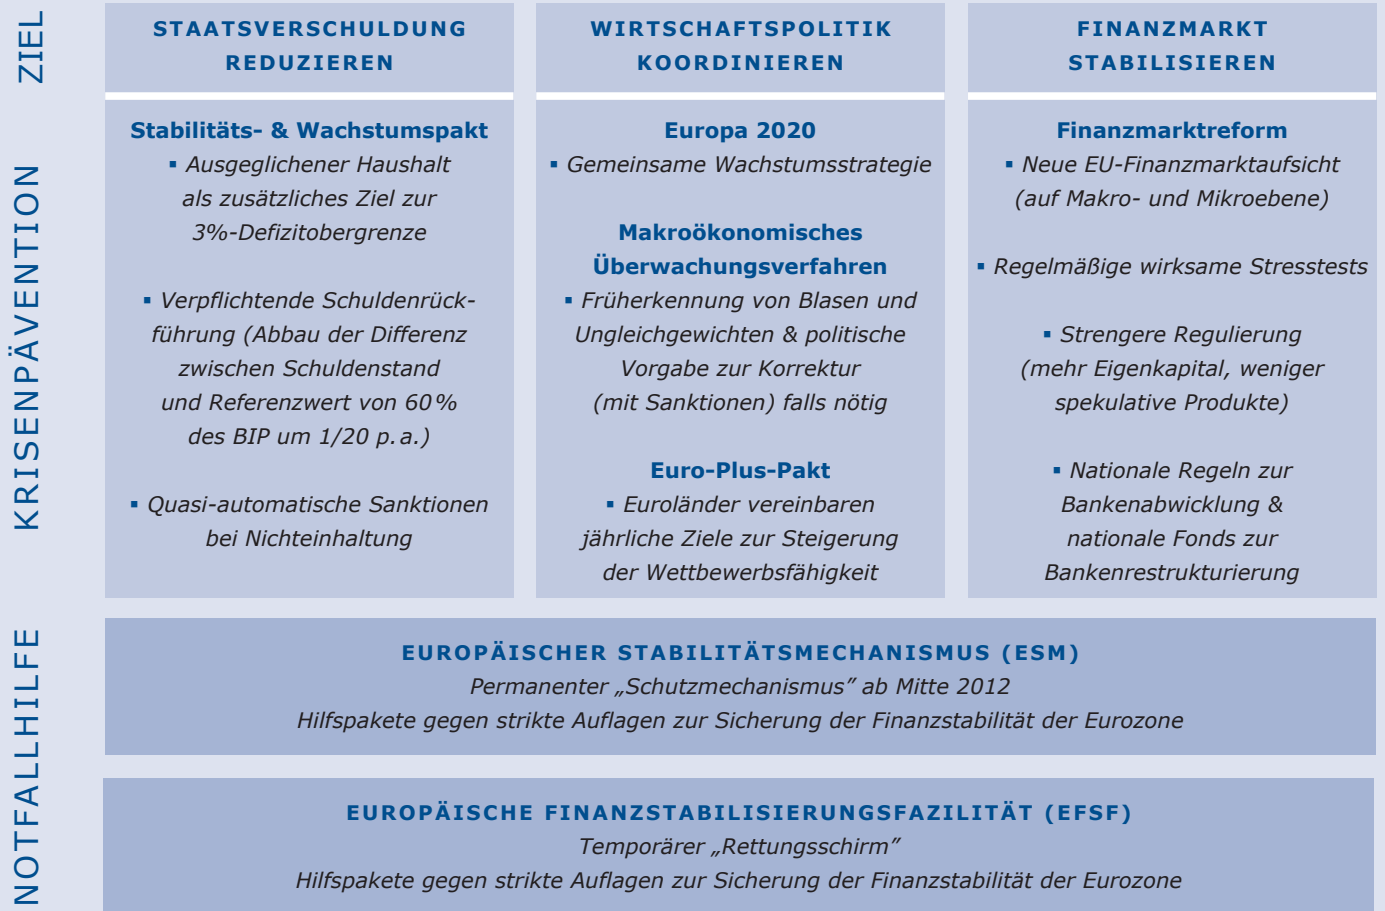 ZIEL
STAATSVERSCHULDUNG
REDUZIEREN
WIRTSCHAFTSPOLITIK
KOORDINIEREN
FINANZMARKT
STABILISIEREN
KRISENPÄVENTION
Stabilitäts- & Wachstumspakt
▪ Ausgeglichener Haushalt
als zusätzliches Ziel zur
3%-Defizitobergrenze
▪ Verpflichtende Schuldenrück-
führung (Abbau der Differenz
zwischen Schuldenstand
und Referenzwert von 60 %
des BIP um 1/20 p. a.)
▪ Quasi-automatische Sanktionen
bei Nichteinhaltung
Europa 2020
▪ Gemeinsame Wachstumsstrategie
Makroökonomisches
Überwachungsverfahren
▪ Früherkennung von Blasen und
Ungleichgewichten & politische
Vorgabe zur Korrektur
(mit Sanktionen) falls nötig
Euro-Plus-Pakt
▪ Euroländer vereinbaren
jährliche Ziele zur Steigerung
der Wettbewerbsfähigkeit
Finanzmarktreform
▪ Neue EU-Finanzmarktaufsicht
(auf Makro- und Mikroebene)
▪ Regelmäßige wirksame Stresstests
▪ Strengere Regulierung
(mehr Eigenkapital, weniger
spekulative Produkte)
▪ Nationale Regeln zur
Bankenabwicklung &
nationale Fonds zur
Bankenrestrukturierung
NOTFALLHILFE
EUROPÄISCHER STABILITÄTSMECHANISMUS (ESM)
Permanenter „Schutzmechanismus" ab Mitte 2012
Hilfspakete gegen strikte Auflagen zur Sicherung der Finanzstabilität der Eurozone
EUROPÄISCHE FINANZSTABILISIERUNGSFAZILITÄT (EFSF)
Temporärer „Rettungsschirm"
Hilfspakete gegen strikte Auflagen zur Sicherung der Finanzstabilität der Eurozone